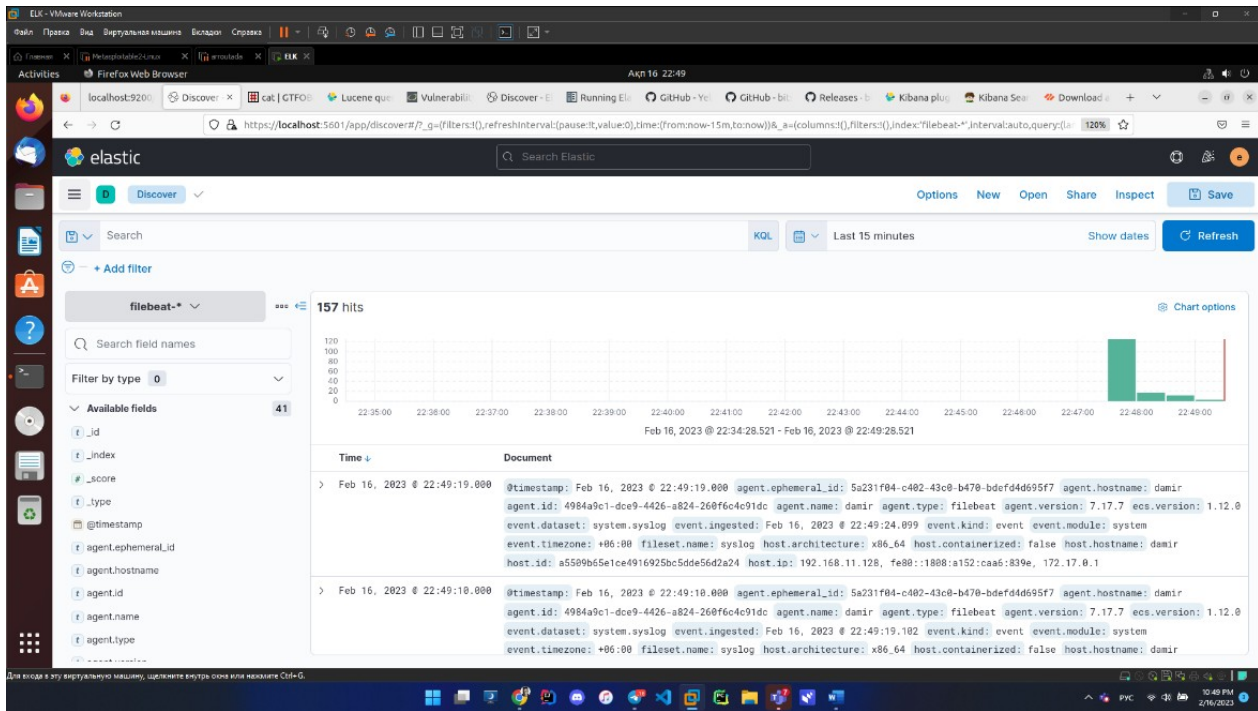 ELK - VMware Workstation
Файл Правка Вид Виртуальная машина Вкладки Справка
Главная Metasploitable2-Linux arroutada ELK
Activities Firefox Web Browser Ақп 16 22:49
localhost:9200 Discover - cat | GTFOB Lucene que Vulnerabili Discover - E Running Ela GitHub - Yel GitHub - bit Releases - b Kibana plug Kibana Sear Download
https://localhost:5601/app/discover#/?_g=(filters:!(),refreshInterval:(pause:!t,value:0),time:(from:now-15m,to:now))&_a=(columns:!(),filters:!(),index:'filebeat-*',interval:auto,query:(la 120%
elastic Search Elastic e
D Discover Options New Open Share Inspect Save
Search KQL Last 15 minutes Show dates Refresh
+ Add filter
filebeat-* 157 hits Chart options
Search field names
Filter by type 0
Available fields 41
_id
_index
_score
_type
@timestamp
agent.ephemeral_id
agent.hostname
agent.id
agent.name
agent.type
120
100
80
60
40
20
0
22:35:00 22:36:00 22:37:00 22:38:00 22:39:00 22:40:00 22:41:00 22:42:00 22:43:00 22:44:00 22:45:00 22:46:00 22:47:00 22:48:00 22:49:00
Feb 16, 2023 @ 22:34:28.521 - Feb 16, 2023 @ 22:49:28.521
Time Document
Feb 16, 2023 @ 22:49:19.000 @timestamp: Feb 16, 2023 @ 22:49:19.000 agent.ephemeral_id: 5a231f04-c402-43c0-b470-bdefd4d695f7 agent.hostname: damir
agent.id: 4984a9c1-dce9-4426-a824-260f6c4c91dc agent.name: damir agent.type: filebeat agent.version: 7.17.7 ecs.version: 1.12.0
event.dataset: system.syslog event.ingested: Feb 16, 2023 @ 22:49:24.099 event.kind: event event.module: system
event.timezone: +06:00 fileset.name: syslog host.architecture: x86_64 host.containerized: false host.hostname: damir
host.id: a5509b65e1ce4916925bc5dde56d2a24 host.ip: 192.168.11.128, fe80::1808:a152:caa6:839e, 172.17.0.1
Feb 16, 2023 @ 22:49:10.000 @timestamp: Feb 16, 2023 @ 22:49:10.000 agent.ephemeral_id: 5a231f04-c402-43c0-b470-bdefd4d695f7 agent.hostname: damir
agent.id: 4984a9c1-dce9-4426-a824-260f6c4c91dc agent.name: damir agent.type: filebeat agent.version: 7.17.7 ecs.version: 1.12.0
event.dataset: system.syslog event.ingested: Feb 16, 2023 @ 22:49:19.102 event.kind: event event.module: system
event.timezone: +06:00 fileset.name: syslog host.architecture: x86_64 host.containerized: false host.hostname: damir
Для входа в эту виртуальную машину, щелкните внутрь окна или нажмите Ctrl+G.
РУС 10:49 PM
2/16/2023